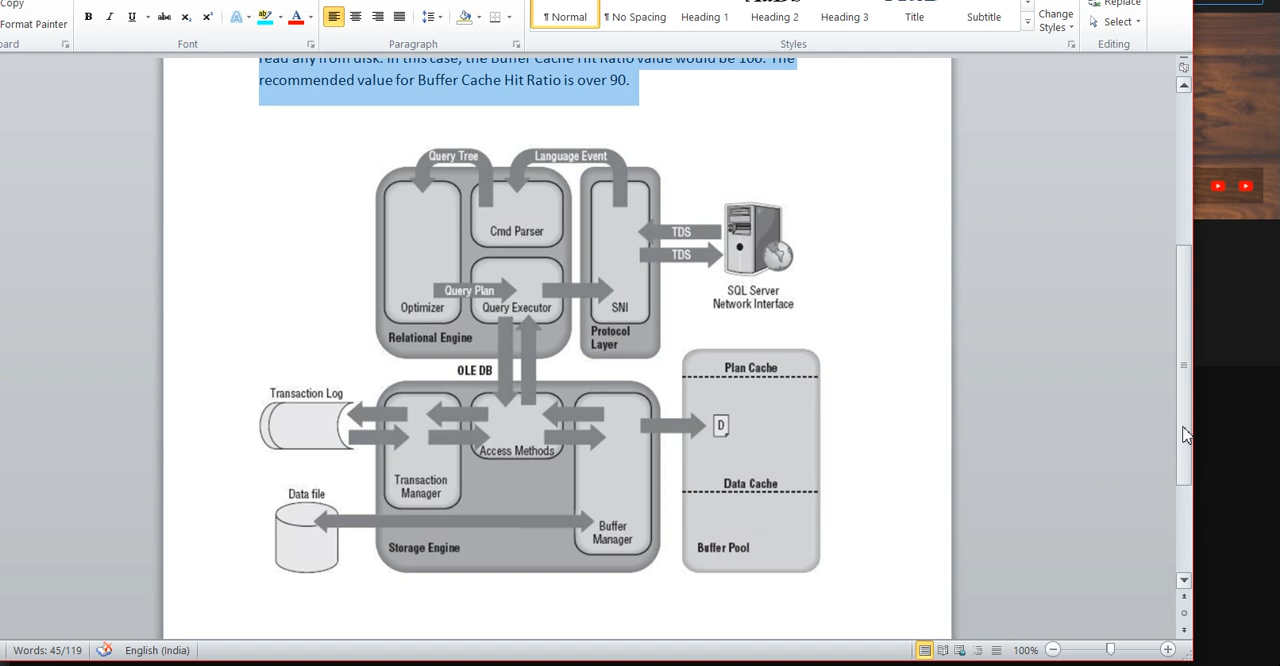 Copy
Format Painter
B I U abc x₂ x² A ab A
¶ Normal
¶ No Spacing
Heading 1
Heading 2
Heading 3
Title
Subtitle
Change
Styles
Replace
Select
Font
Paragraph
Styles
Editing
read any from disk. In this case, the Buffer Cache Hit Ratio value would be 100. The
recommended value for Buffer Cache Hit Ratio is over 90.
Query Tree
Language Event
Cmd Parser
TDS
TDS
Query Plan
Optimizer
Query Executor
SNI
SQL Server
Network Interface
Relational Engine
Protocol
Layer
OLE DB
Plan Cache
Transaction Log
D
Access Methods
Transaction
Manager
Data Cache
Data file
Buffer
Manager
Storage Engine
Buffer Pool
Words: 45/119
English (India)
100%